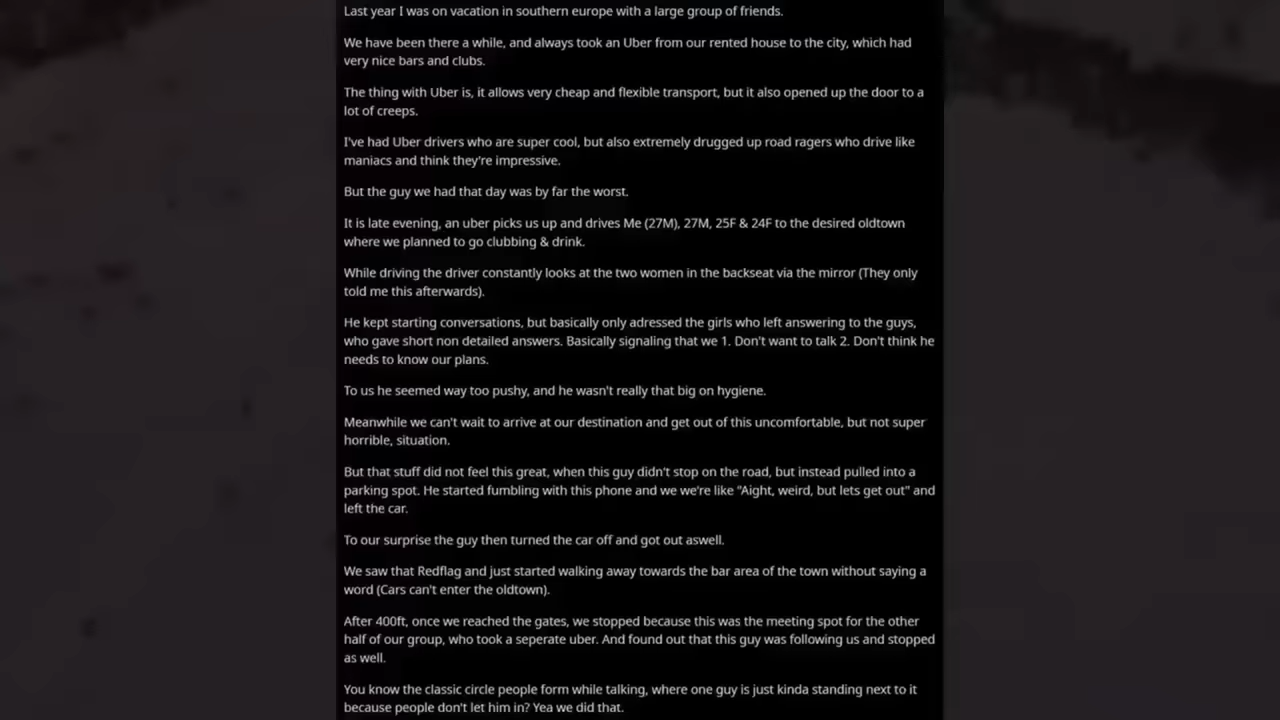 Last year I was on vacation in southern europe with a large group of friends.
We have been there a while, and always took an Uber from our rented house to the city, which had
very nice bars and clubs.
The thing with Uber is, it allows very cheap and flexible transport, but it also opened up the door to a
lot of creeps.
I've had Uber drivers who are super cool, but also extremely drugged up road ragers who drive like
maniacs and think they're impressive.
But the guy we had that day was by far the worst.
It is late evening, an uber picks us up and drives Me (27M), 27M, 25F & 24F to the desired oldtown
where we planned to go clubbing & drink.
While driving the driver constantly looks at the two women in the backseat via the mirror (They only
told me this afterwards).
He kept starting conversations, but basically only adressed the girls who left answering to the guys,
who gave short non detailed answers. Basically signaling that we 1. Don't want to talk 2. Don't think he
needs to know our plans.
To us he seemed way too pushy, and he wasn't really that big on hygiene.
Meanwhile we can't wait to arrive at our destination and get out of this uncomfortable, but not super
horrible, situation.
But that stuff did not feel this great, when this guy didn't stop on the road, but instead pulled into a
parking spot. He started fumbling with this phone and we we're like "Aight, weird, but lets get out" and
left the car.
To our surprise the guy then turned the car off and got out aswell.
We saw that Redflag and just started walking away towards the bar area of the town without saying a
word (Cars can't enter the oldtown).
After 400ft, once we reached the gates, we stopped because this was the meeting spot for the other
half of our group, who took a seperate uber. And found out that this guy was following us and stopped
as well.
You know the classic circle people form while talking, where one guy is just kinda standing next to it
because people don't let him in? Yea we did that.